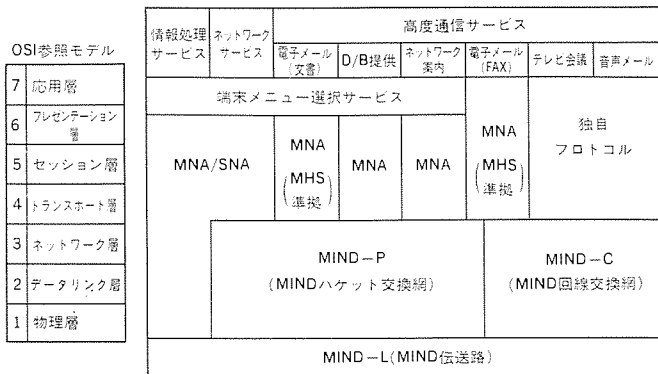 OSI参照モデル
7 応用層
6 プレゼンテーション
層
5 セッション層
4 トランスポート層
3 ネットワーク層
2 データリンク層
1 物理層
情報処理
サービス
ネットワーク
サービス
高度通信サービス
電子メール
(文書)
D/B提供
ネットワーク
案内
電子メール
(FAX)
テレビ会議
音声メール
端末メニュー選択サービス
MNA/SNA
MNA
(MHS
準拠)
MNA
MNA
MNA
(MHS
準拠)
独自
プロトコル
MIND-P
(MINDパケット交換網)
MIND-C
(MIND回線交換網)
MIND-L(MIND伝送路)